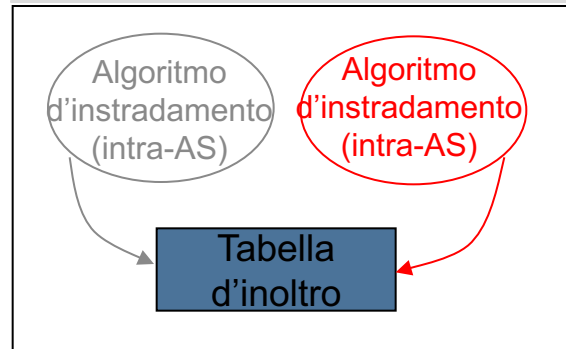 Algoritmo
d'instradamento
(intra-AS)
Algoritmo
d'instradamento
(intra-AS)
Tabella
d'inoltro